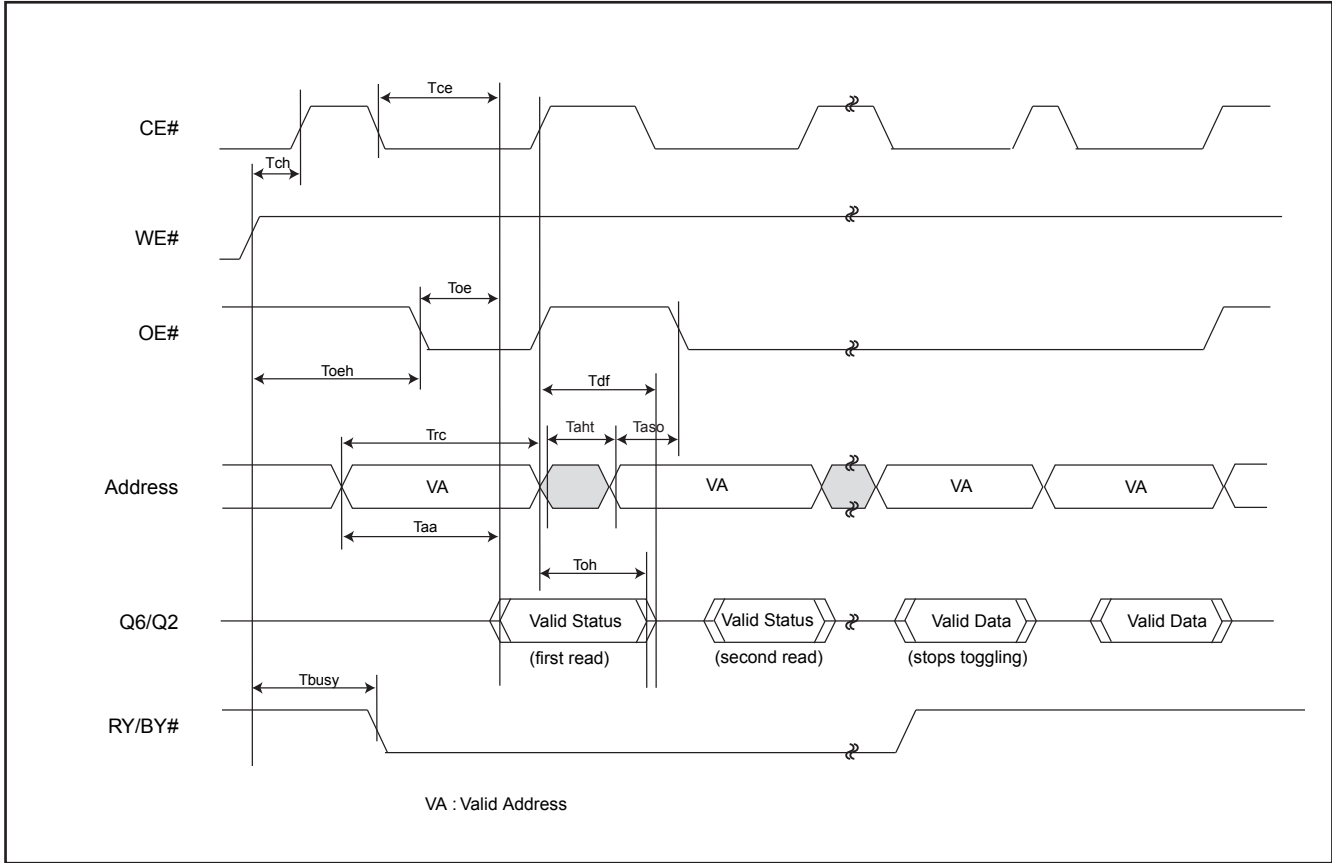 Tce
CE#
Tch
WE#
Toe
OE#
Toeh
Tdf
Trc
Taht
Taso
Address
VA
VA
VA
VA
Taa
Toh
Q6/Q2
Valid Status
Valid Status
Valid Data
Valid Data
(first read)
(second read)
(stops toggling)
Tbusy
RY/BY#
VA : Valid Address